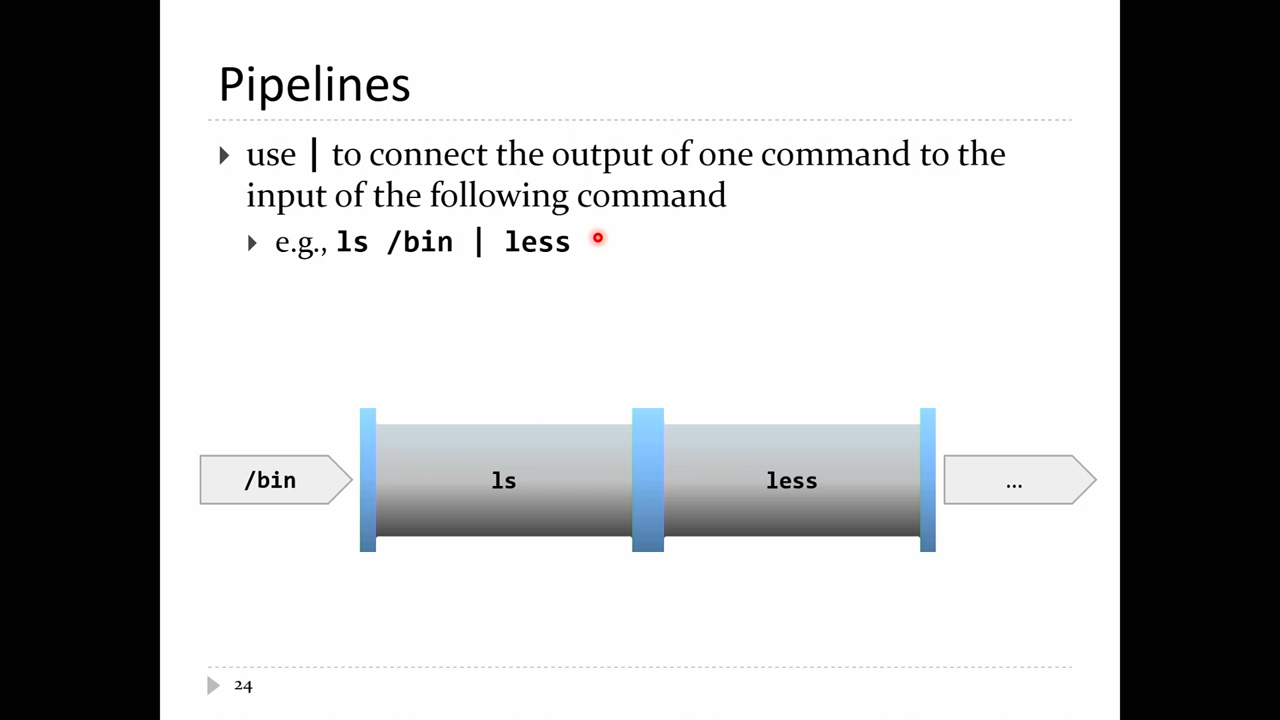 Pipelines
use | to connect the output of one command to the
input of the following command
e.g., ls /bin | less
/bin
ls
less
...
24